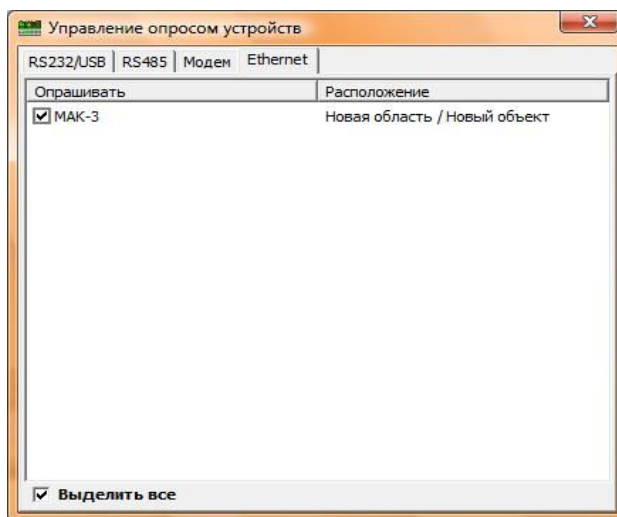 Управление опросом устройств
RS232/USB RS485 Модем Ethernet
Опрашивать Расположение
МАК-3 Новая область / Новый объект
Выделить все